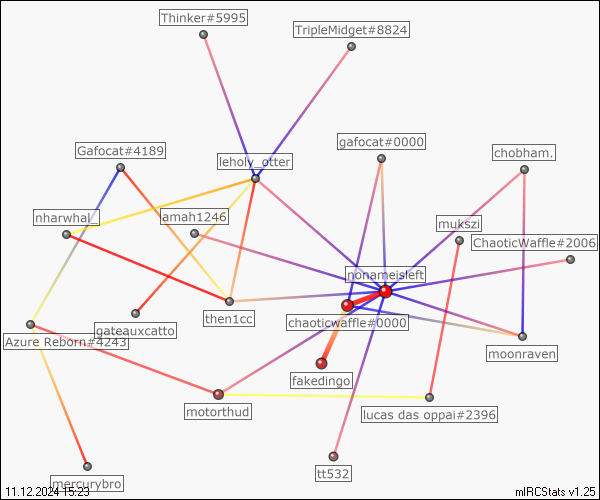 Thinker#5995
TripleMidget#8824
Gafocat#4189
leholy_otter
gafocat#0000
chobham.
nharwhal_
amah1246
mukszi
ChaoticWaffle#2006
nonameisleft
then1cc
chaoticwaffle#0000
gateauxcatto
Azure Reborn#4243
moonraven
fakedingo
motorthud
lucas das oppai#2396
tt532
mercurybro
11.12.2024 15:23
mIRCStats v1.25